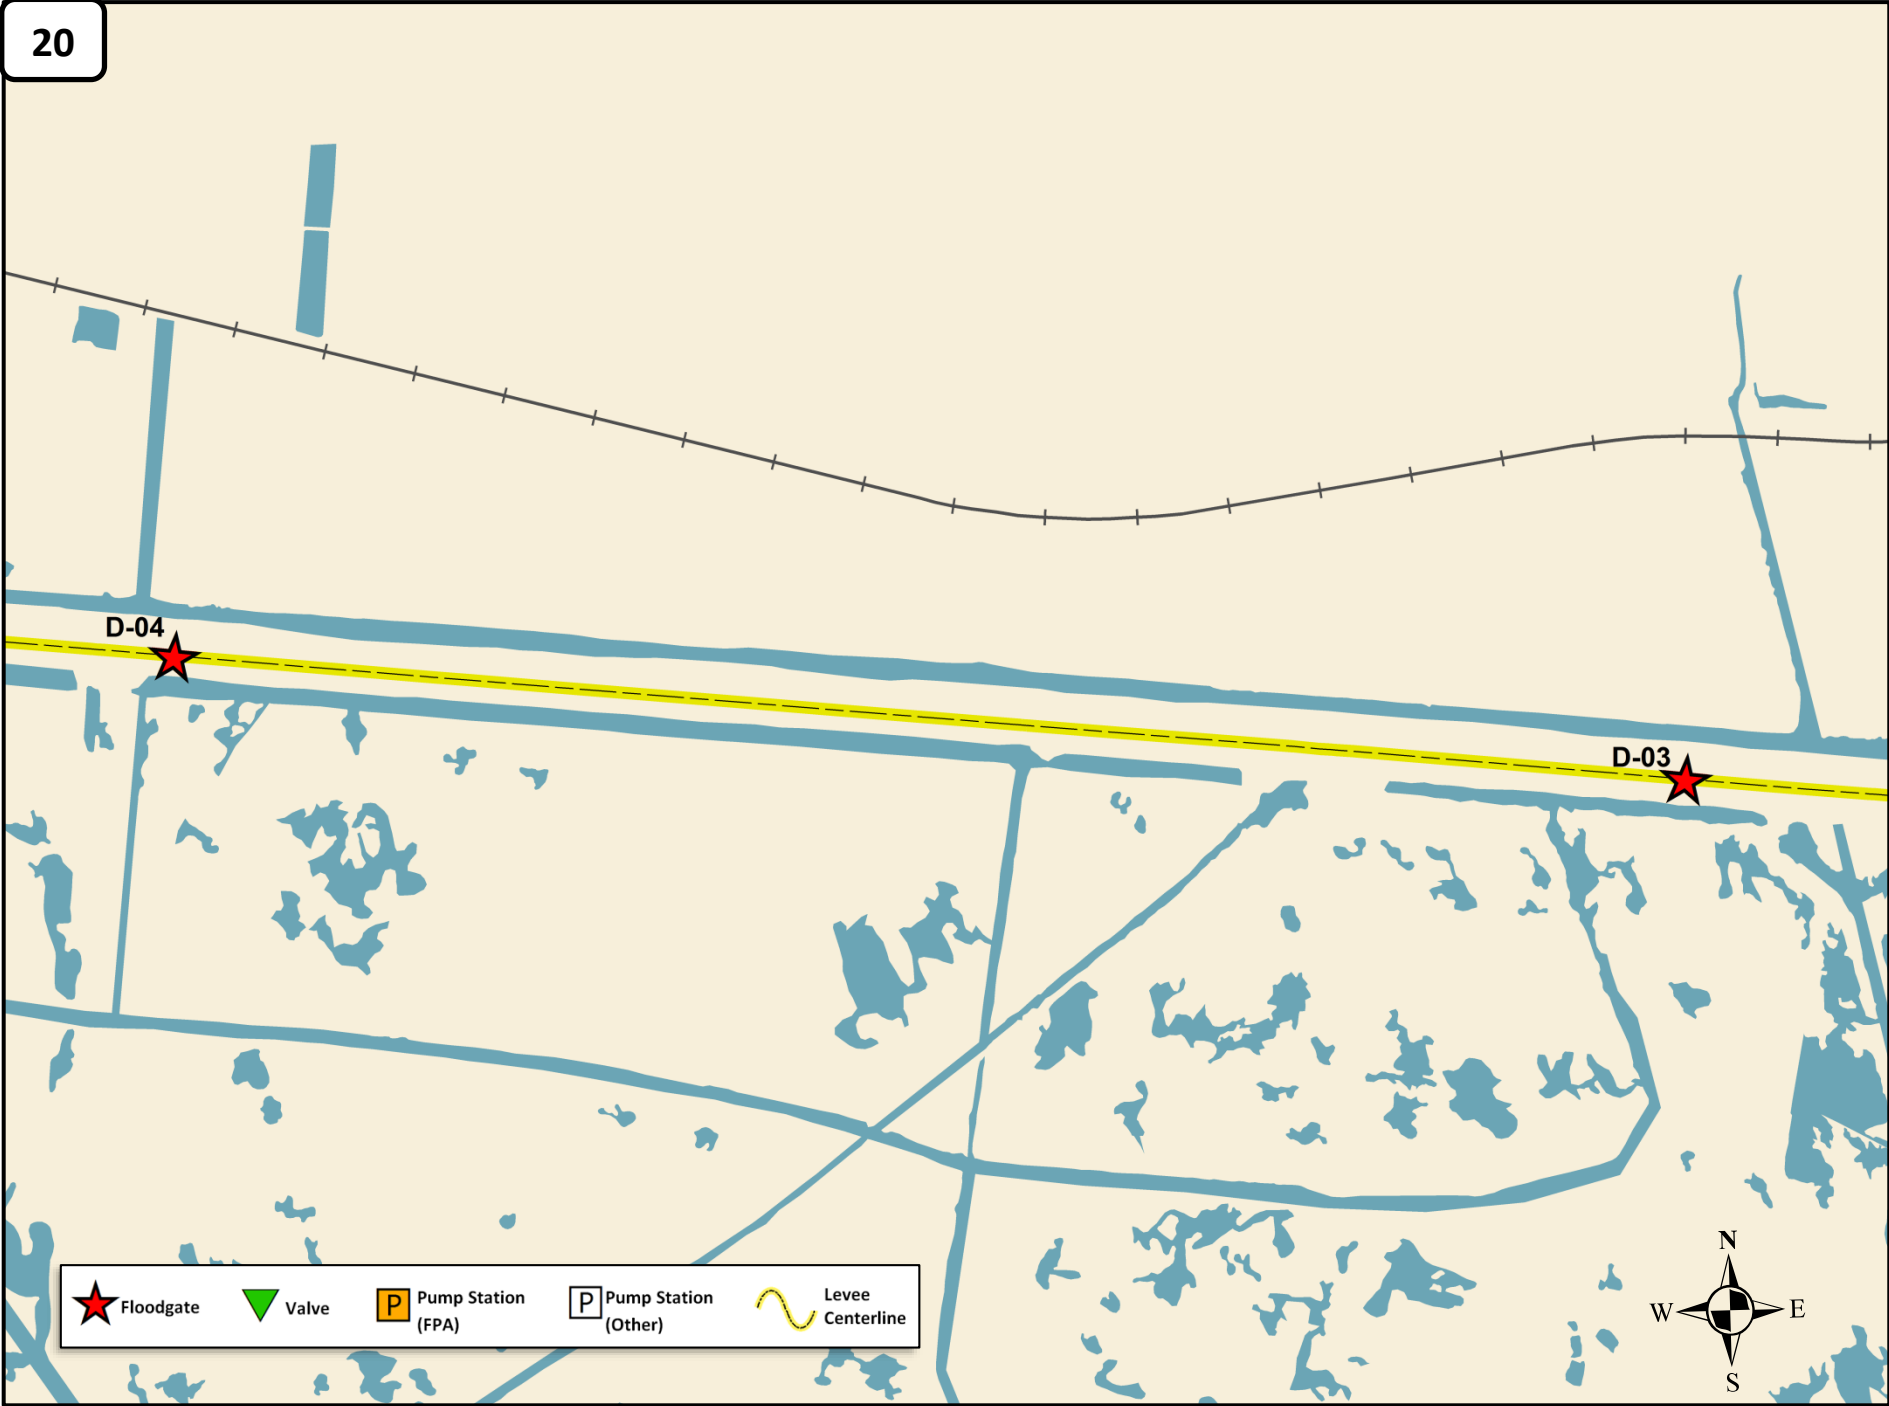 20
D-04
D-03
Floodgate
Valve
P
Pump Station
(FPA)
P
Pump Station
(Other)
Levee
Centerline
N
W
E
S